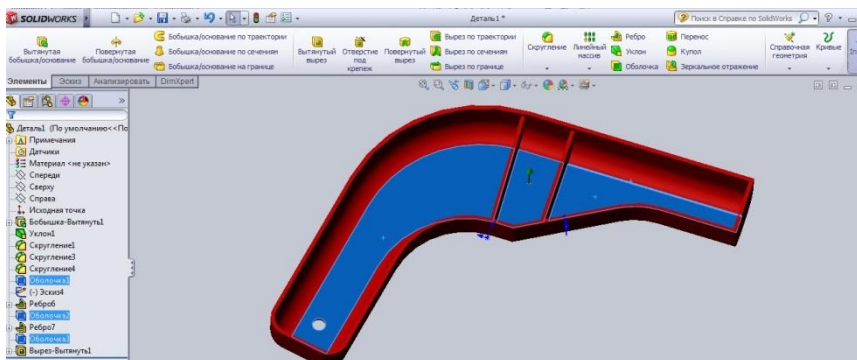 SOLIDWORKS
Деталь1 *
Поиск в Справке по SolidWorks
Вытянутая бобышка/основание
Повернутая бобышка/основание
Бобышка/основание по траектории
Бобышка/основание по сечениям
Бобышка/основание на границе
Вытянутый вырез
Отверстие под крепеж
Повернутый вырез
Вырез по траектории
Вырез по сечениям
Вырез по границе
Скругление
Линейный массив
Ребро
Уклон
Оболочка
Перенос
Купол
Зеркальное отражение
Справочная геометрия
Кривые
Элементы Эскиз Анализировать DimXpert
Деталь1 (По умолчанию<<По
Примечания
Датчики
Материал <не указан>
Спереди
Сверху
Справа
Исходная точка
Бобышка-Вытянуть1
Уклон1
Скругление1
Скругление3
Скругление4
Оболочка1
(-) Эскиз4
Ребро6
Оболочка2
Ребро7
Оболочка3
Вырез-Вытянуть1